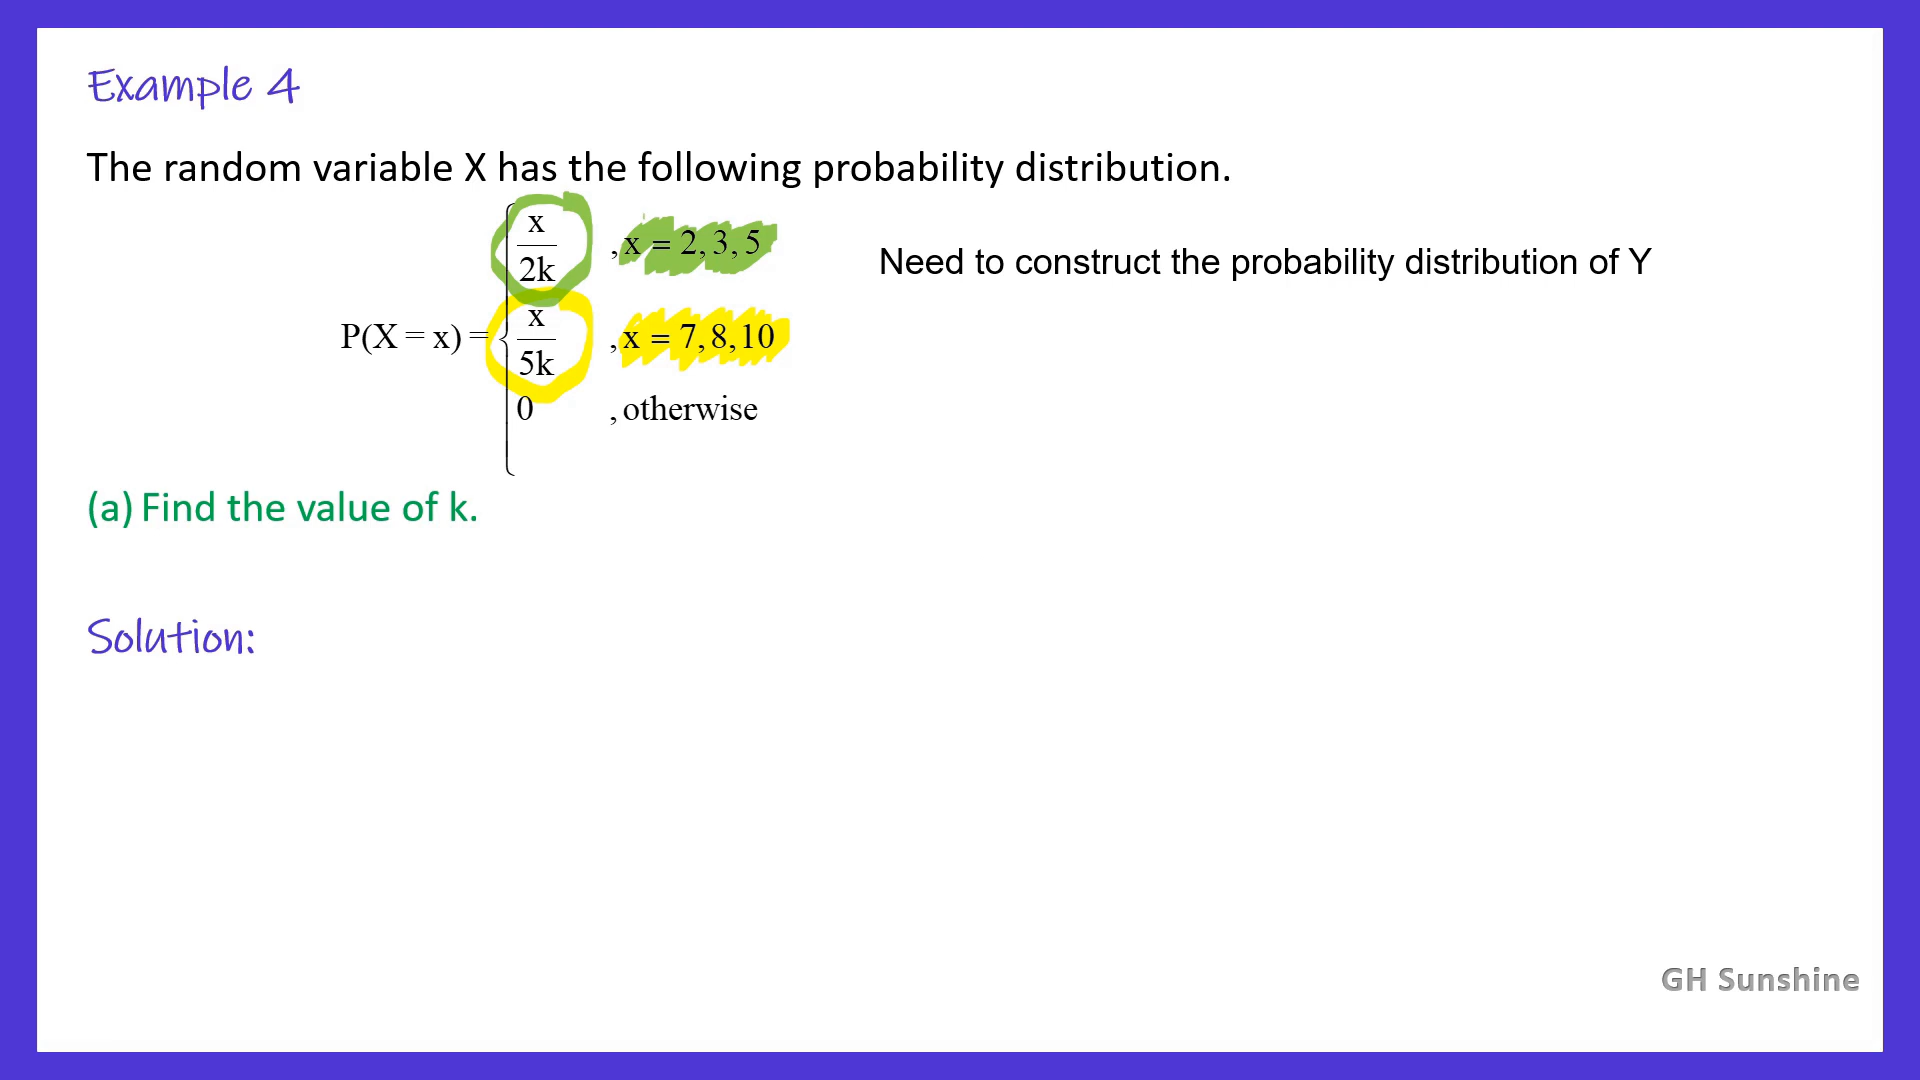 Example 4
The random variable X has the following probability distribution.
x
2k
,x = 2,3,5
Need to construct the probability distribution of Y
P(X = x) =
x
5k
,x = 7,8,10
0 ,otherwise
(a) Find the value of k.
Solution:
GH Sunshine